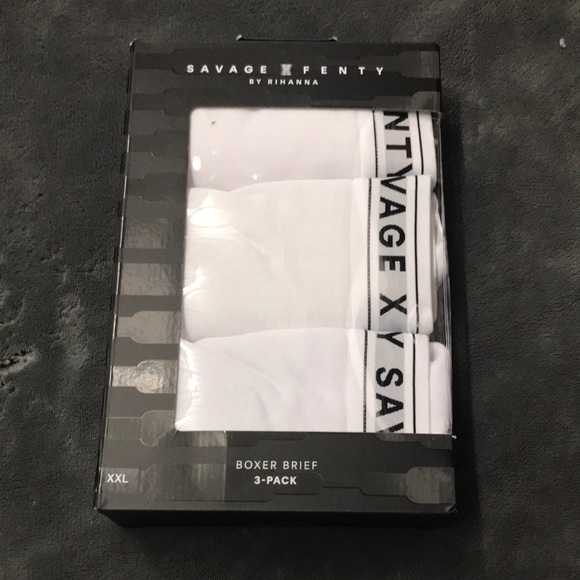 SAVAGE X FENTY
BY RIHANNA
NTY
VAGE X
Y SAV
BOXER BRIEF
3-PACK
XXL